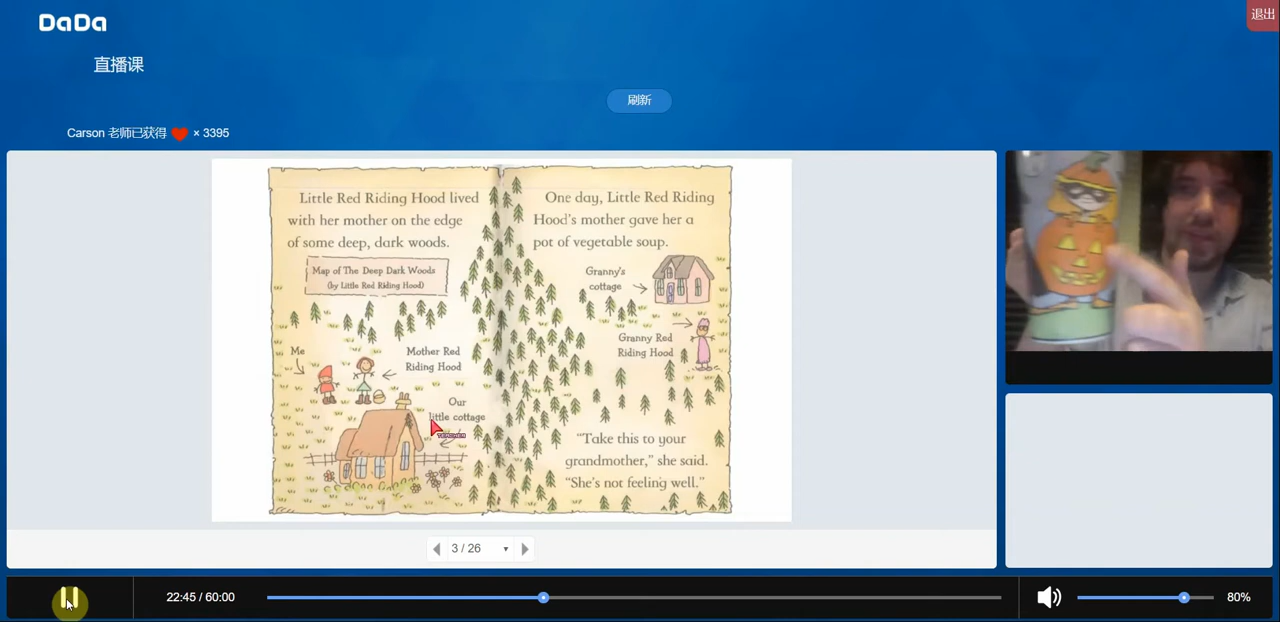 DaDa
退出
直播课
刷新
Carson 老师已获得 × 3395
Little Red Riding Hood lived
with her mother on the edge
of some deep, dark woods.
Map of The Deep Dark Woods
(by Little Red Riding Hood)
Me
Mother Red
Riding Hood
Our
little cottage
One day, Little Red Riding
Hood's mother gave her a
pot of vegetable soup.
Granny's
cottage
Granny Red
Riding Hood
"Take this to your
grandmother," she said.
"She's not feeling well."
TEACHER
3 / 26
22:45 / 60:00
80%